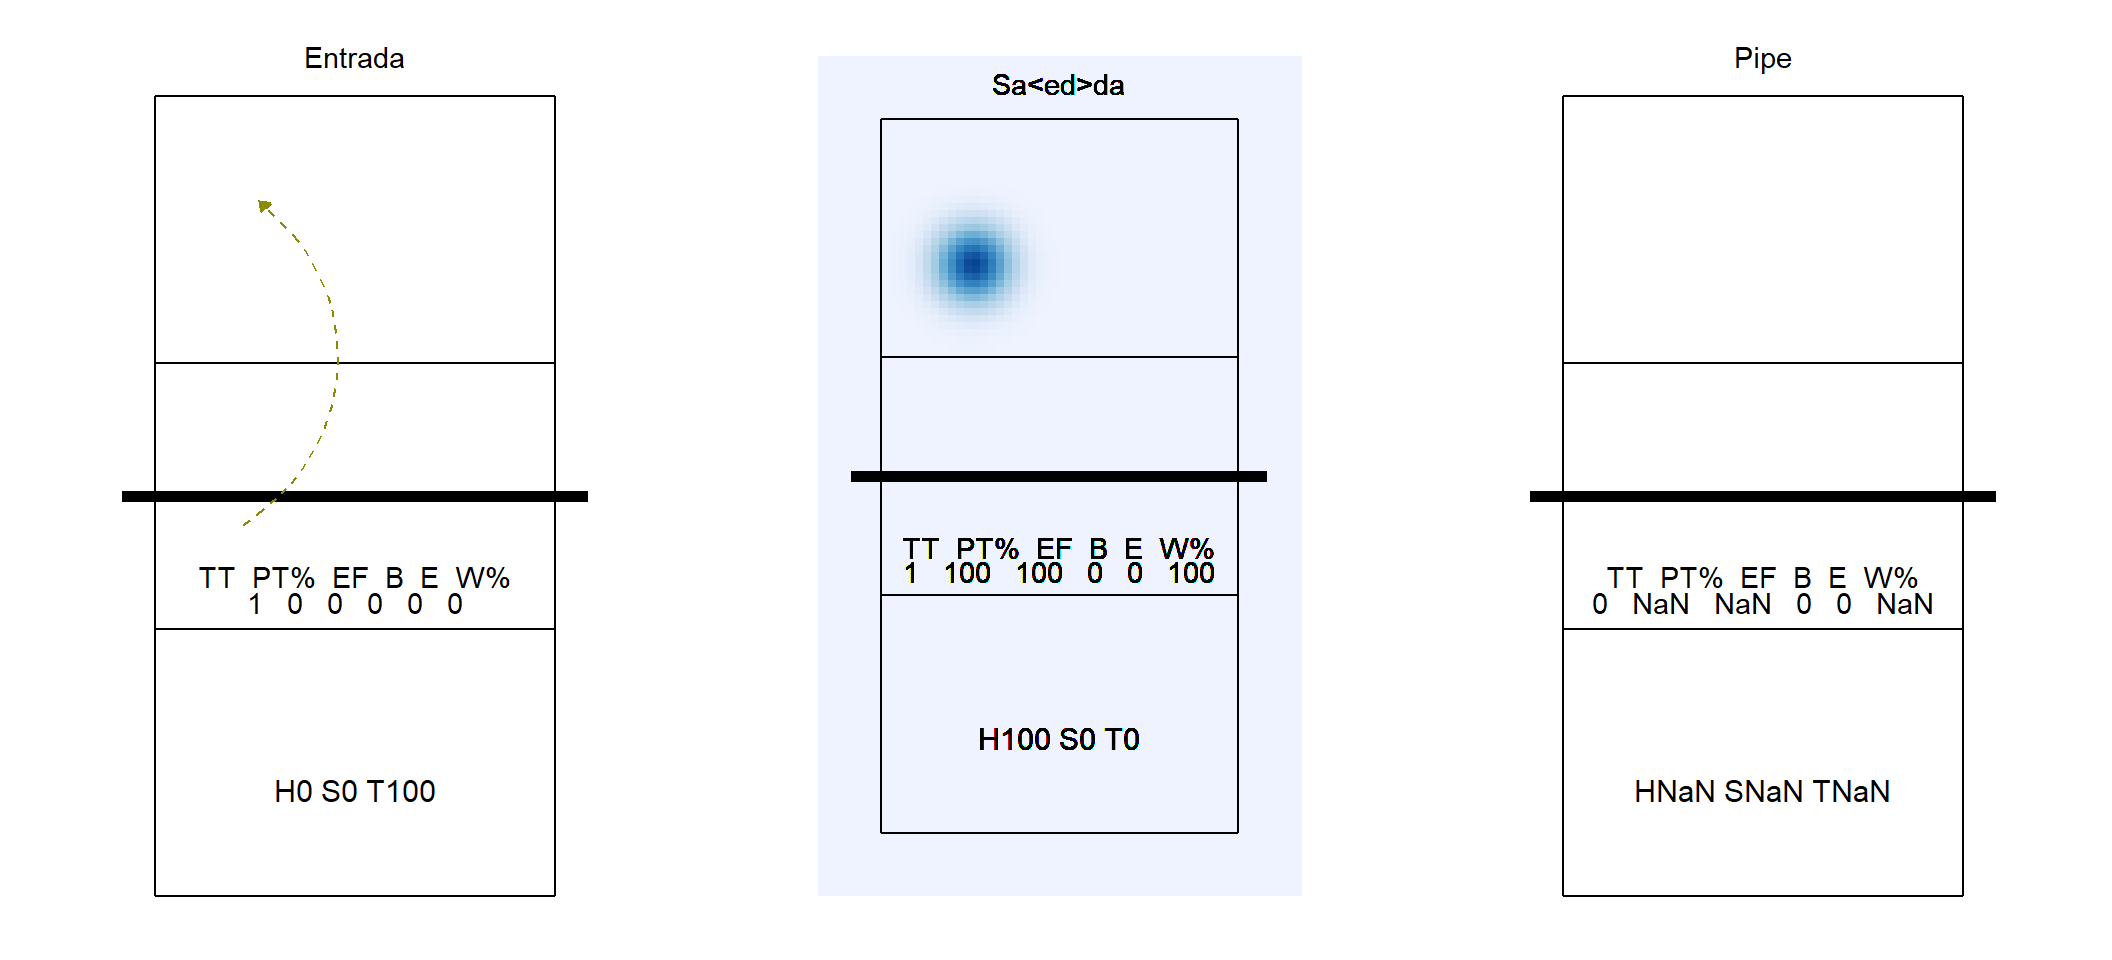 Entrada
TT PT% EF B E W%
1 0 0 0 0 0
H0 S0 T100
Sa<ed>da
TT PT% EF B E W%
1 100 100 0 0 100
H100 S0 T0
Pipe
TT PT% EF B E W%
0 NaN NaN 0 0 NaN
HNaN SNaN TNaN